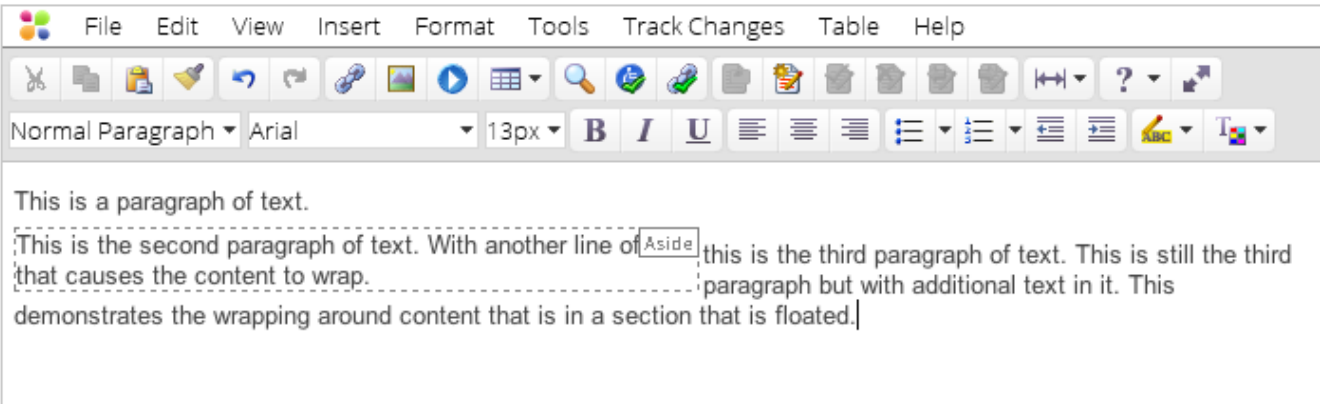 File Edit View Insert Format Tools Track Changes Table Help
?
Normal Paragraph Arial 13px B I U ABC T
This is a paragraph of text.
This is the second paragraph of text. With another line of Aside
that causes the content to wrap.
this is the third paragraph of text. This is still the third
paragraph but with additional text in it. This
demonstrates the wrapping around content that is in a section that is floated.